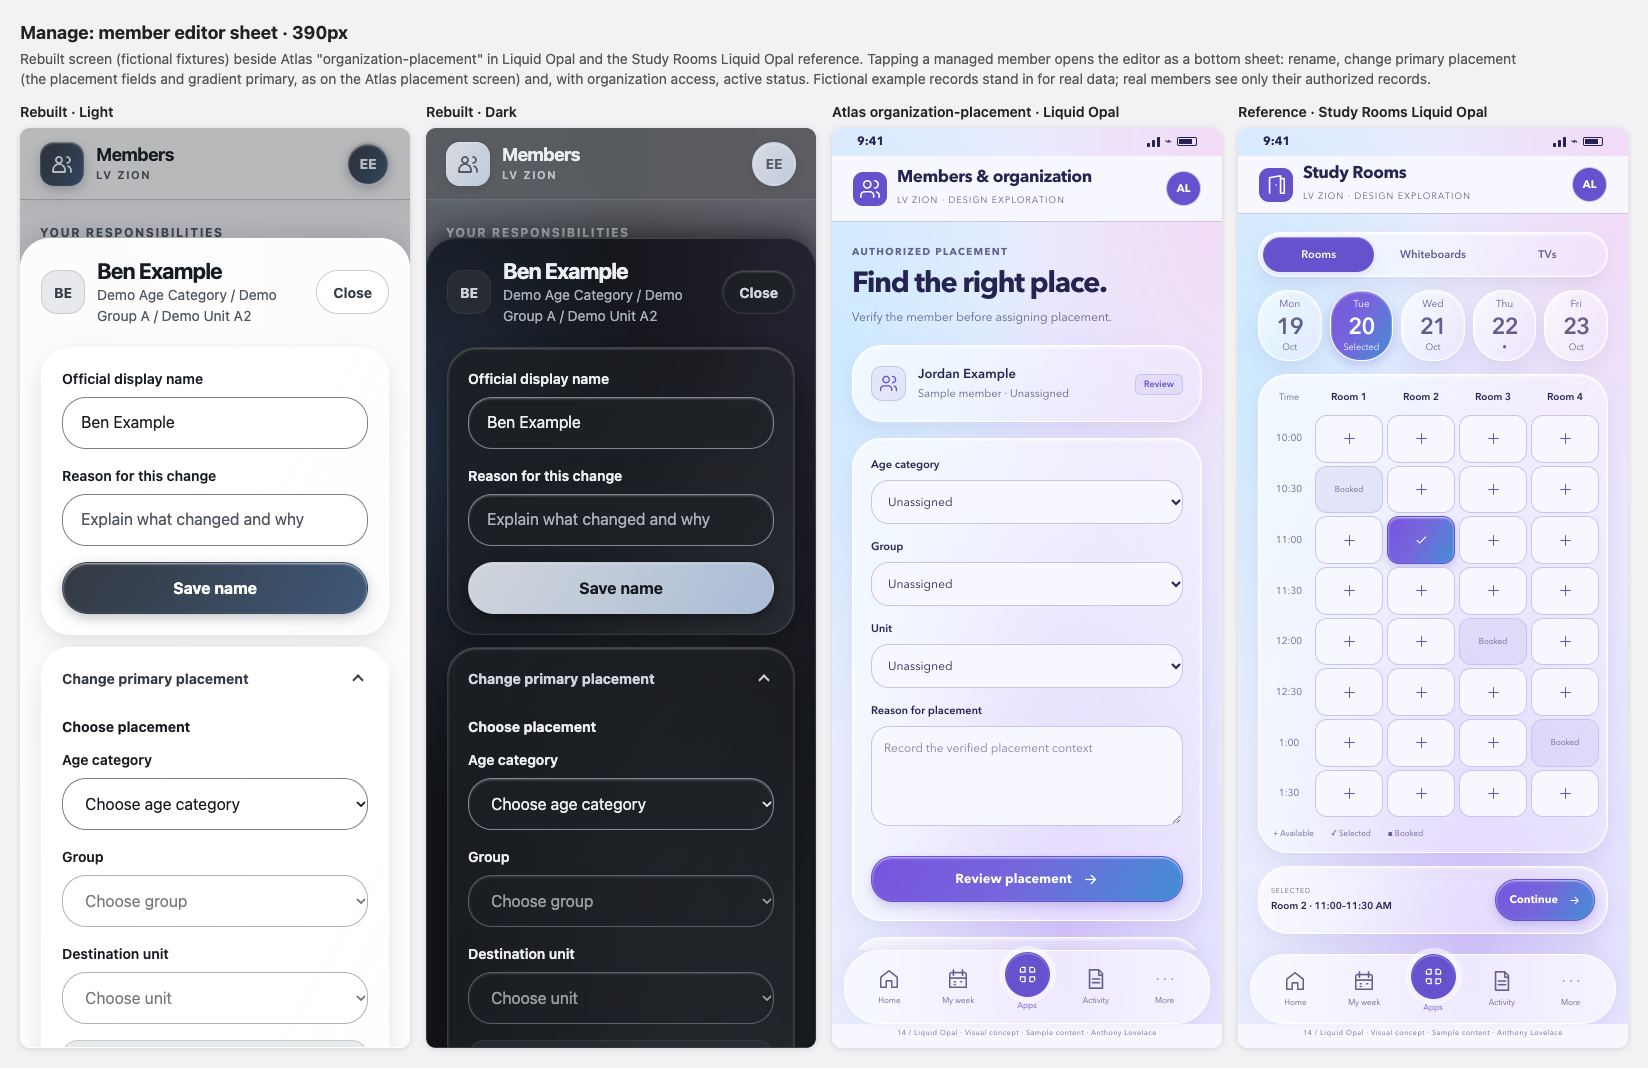 Manage: member editor sheet · 390px
Rebuilt screen (fictional fixtures) beside Atlas "organization-placement" in Liquid Opal and the Study Rooms Liquid Opal reference. Tapping a managed member opens the editor as a bottom sheet: rename, change primary placement
(the placement fields and gradient primary, as on the Atlas placement screen) and, with organization access, active status. Fictional example records stand in for real data; real members see only their authorized records.
Rebuilt · Light
Members
LV ZION
EE
YOUR RESPONSIBILITIES
BE
Ben Example
Demo Age Category / Demo
Group A / Demo Unit A2
Close
Official display name
Ben Example
Reason for this change
Explain what changed and why
Save name
Change primary placement
Choose placement
Age category
Choose age category
Group
Choose group
Destination unit
Choose unit
Rebuilt · Dark
Members
LV ZION
EE
YOUR RESPONSIBILITIES
BE
Ben Example
Demo Age Category / Demo
Group A / Demo Unit A2
Close
Official display name
Ben Example
Reason for this change
Explain what changed and why
Save name
Change primary placement
Choose placement
Age category
Choose age category
Group
Choose group
Destination unit
Choose unit
Atlas organization-placement · Liquid Opal
9:41
Members & organization
LV ZION · DESIGN EXPLORATION
AL
AUTHORIZED PLACEMENT
Find the right place.
Verify the member before assigning placement.
Jordan Example
Sample member · Unassigned
Review
Age category
Unassigned
Group
Unassigned
Unit
Unassigned
Reason for placement
Record the verified placement context
Review placement →
Home
My week
Apps
Activity
More
14 / Liquid Opal · Visual concept · Sample content · Anthony Lovelace
Reference · Study Rooms Liquid Opal
9:41
Study Rooms
LV ZION · DESIGN EXPLORATION
AL
Rooms Whiteboards TVs
Mon Tue Wed Thu Fri
19 20 21 22 23
Oct Selected Oct • Oct
Time Room 1 Room 2 Room 3 Room 4
10:00 + + + +
10:30 Booked + + +
11:00 + ✓ + +
11:30 + + + +
12:00 + + Booked +
12:30 + + + +
1:00 + + + Booked
1:30 + + + +
+ Available ✓ Selected ■ Booked
SELECTED
Room 2 · 11:00–11:30 AM
Continue →
Home
My week
Apps
Activity
More
14 / Liquid Opal · Visual concept · Sample content · Anthony Lovelace